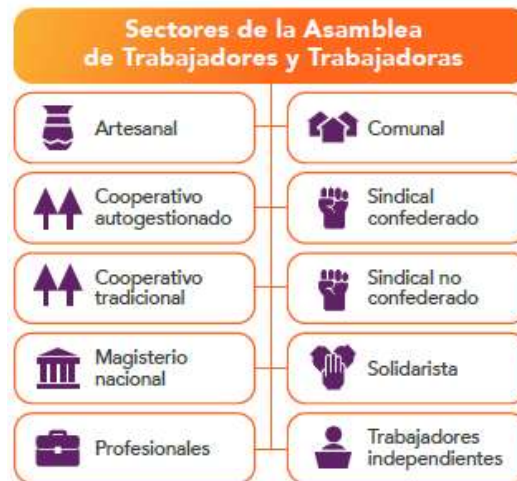 Sectores de la Asamblea
de Trabajadores y Trabajadoras
Artesanal
Comunal
Cooperativo
autogestionado
Sindical
confederado
Cooperativo
tradicional
Sindical no
confederado
Magisterio
nacional
Solidarista
Profesionales
Trabajadores
independientes